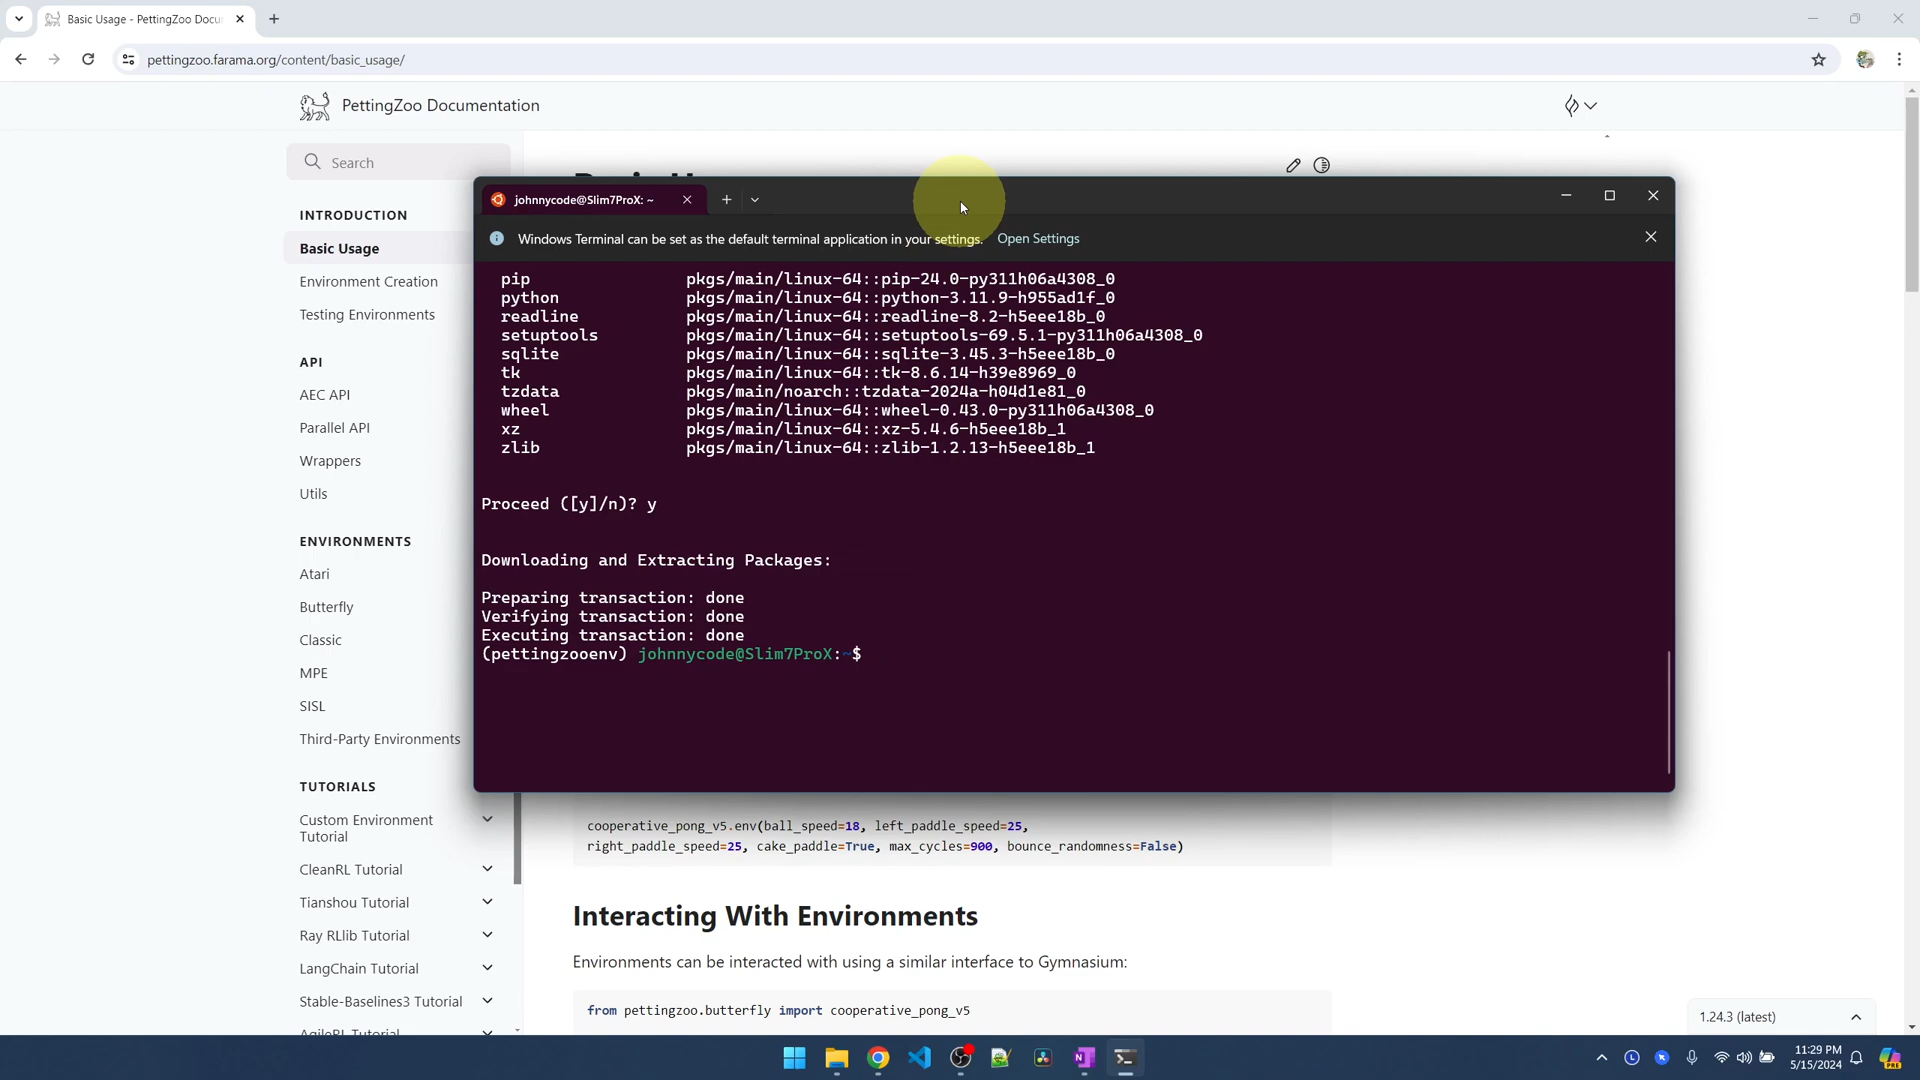 Basic Usage - PettingZoo Docu
pettingzoo.farama.org/content/basic_usage/
PettingZoo Documentation
Search
INTRODUCTION
Basic Usage
Environment Creation
Testing Environments
API
AEC API
Parallel API
Wrappers
Utils
ENVIRONMENTS
Atari
Butterfly
Classic
MPE
SISL
Third-Party Environments
TUTORIALS
Custom Environment
Tutorial
CleanRL Tutorial
Tianshou Tutorial
Ray RLlib Tutorial
LangChain Tutorial
Stable-Baselines3 Tutorial
AgileRL Tutorial
johnnycode@Slim7ProX: ~
Windows Terminal can be set as the default terminal application in your settings. Open Settings
pip pkgs/main/linux-64::pip-24.0-py311h06a4308_0
python pkgs/main/linux-64::python-3.11.9-h955ad1f_0
readline pkgs/main/linux-64::readline-8.2-h5eee18b_0
setuptools pkgs/main/linux-64::setuptools-69.5.1-py311h06a4308_0
sqlite pkgs/main/linux-64::sqlite-3.45.3-h5eee18b_0
tk pkgs/main/linux-64::tk-8.6.14-h39e8969_0
tzdata pkgs/main/noarch::tzdata-2024a-h04d1e81_0
wheel pkgs/main/linux-64::wheel-0.43.0-py311h06a4308_0
xz pkgs/main/linux-64::xz-5.4.6-h5eee18b_1
zlib pkgs/main/linux-64::zlib-1.2.13-h5eee18b_1
Proceed ([y]/n)? y
Downloading and Extracting Packages:
Preparing transaction: done
Verifying transaction: done
Executing transaction: done
(pettingzooenv) johnnycode@Slim7ProX:~$
cooperative_pong_v5.env(ball_speed=18, left_paddle_speed=25,
right_paddle_speed=25, cake_paddle=True, max_cycles=900, bounce_randomness=False)
Interacting With Environments
Environments can be interacted with using a similar interface to Gymnasium:
from pettingzoo.butterfly import cooperative_pong_v5
1.24.3 (latest)
11:29 PM
5/15/2024